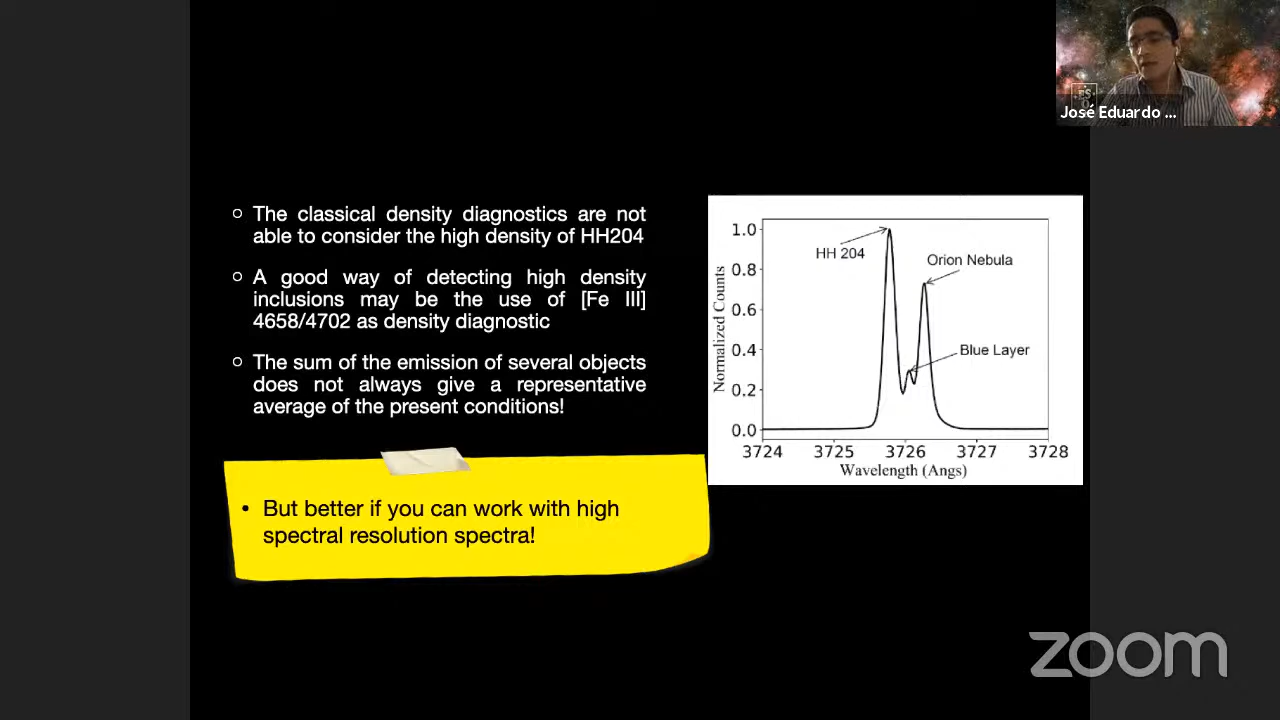 José Eduardo ...
The classical density diagnostics are not
able to consider the high density of HH204
A good way of detecting high density
inclusions may be the use of [Fe III]
4658/4702 as density diagnostic
The sum of the emission of several objects
does not always give a representative
average of the present conditions!
• But better if you can work with high
spectral resolution spectra!
HH 204
Orion Nebula
Blue Layer
Normalized Counts
1.0
0.8
0.6
0.4
0.2
0.0
3724 3725 3726 3727 3728
Wavelength (Angs)
zoom